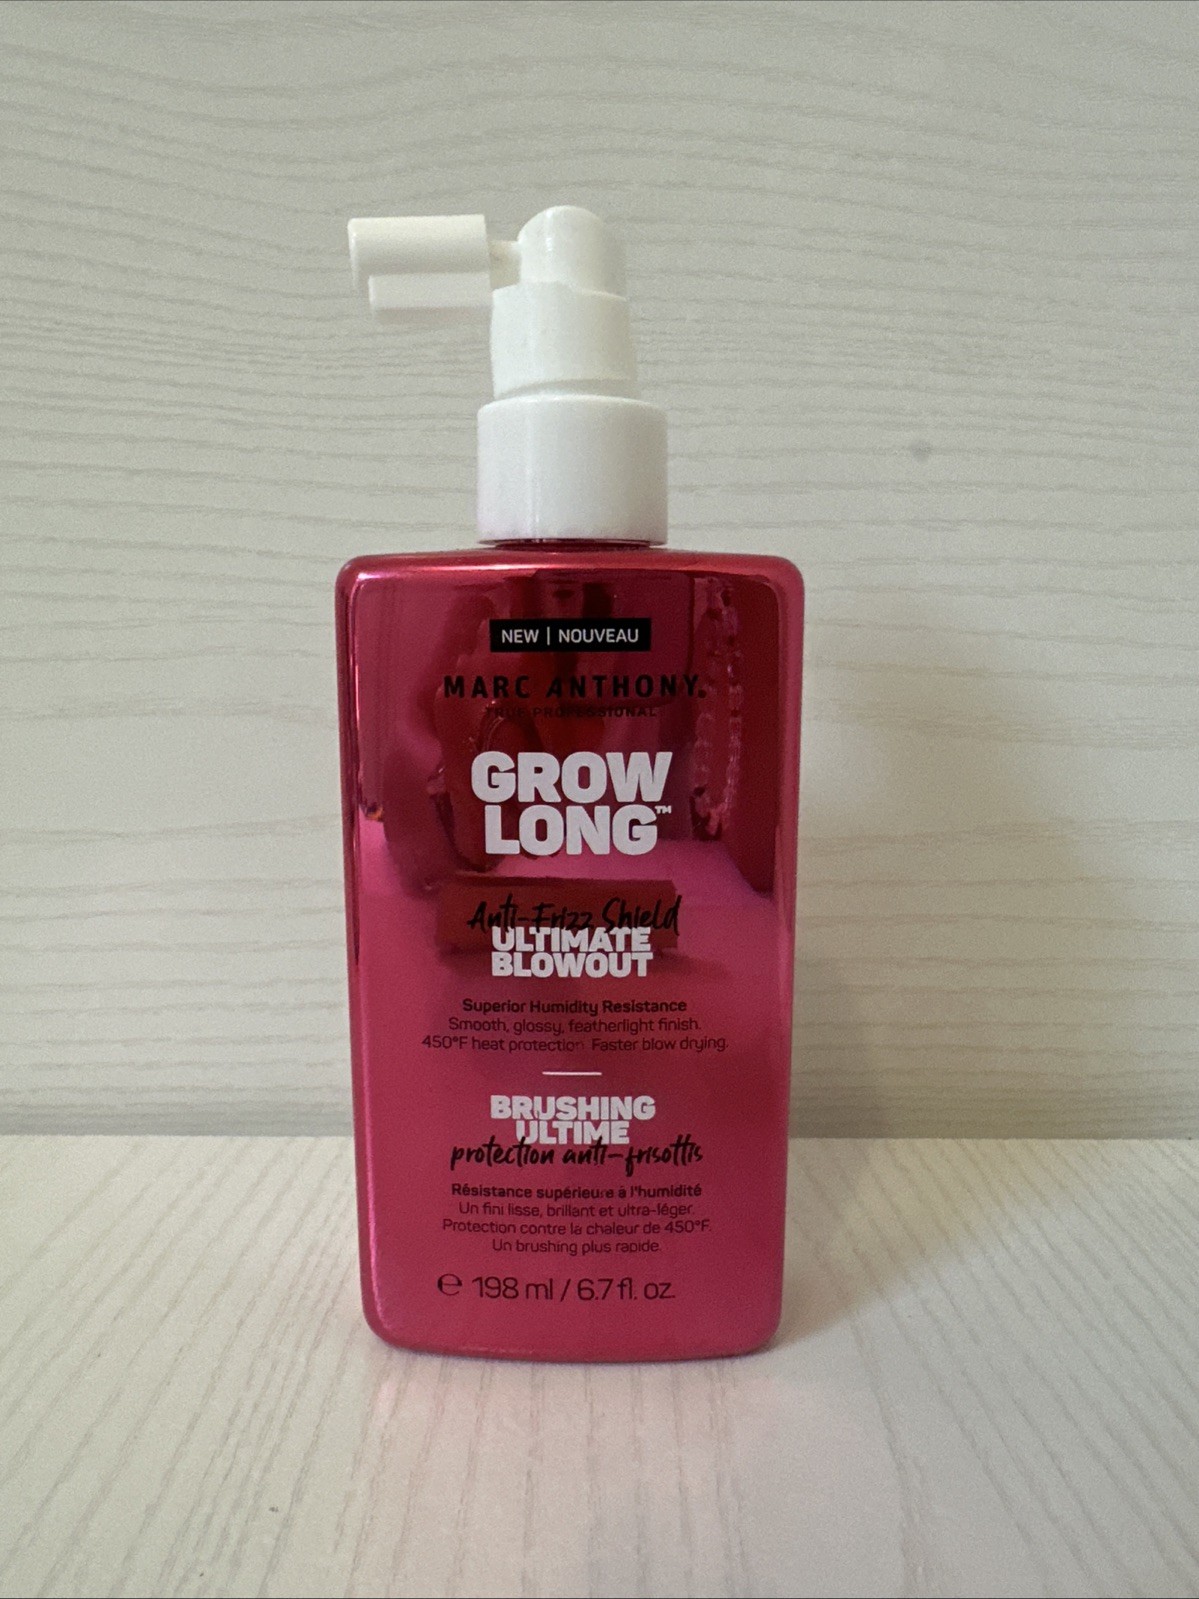 NEW | NOUVEAU
MARC ANTHONY®
TRUE PROFESSIONAL
GROW
LONG™
Anti-Frizz Shield
ULTIMATE
BLOWOUT
Superior Humidity Resistance
Smooth, glossy, featherlight finish.
450°F heat protection. Faster blow drying.
BRUSHING
ULTIME
protection anti-frisottis
Résistance supérieure à l'humidité
Un fini lisse, brillant et ultra-léger.
Protection contre la chaleur de 450°F.
Un brushing plus rapide.
℮ 198 ml / 6.7 fl. oz.